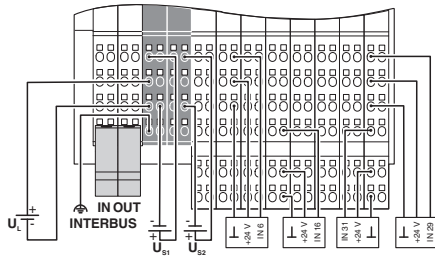 IN OUT
INTERBUS
+
-
U_L
-
+
U_S1
-
+
U_S2
⊥
+24 V
IN 6
⊥
+24 V
IN 16
IN 31
+24 V
⊥
⊥
+24 V
IN 29